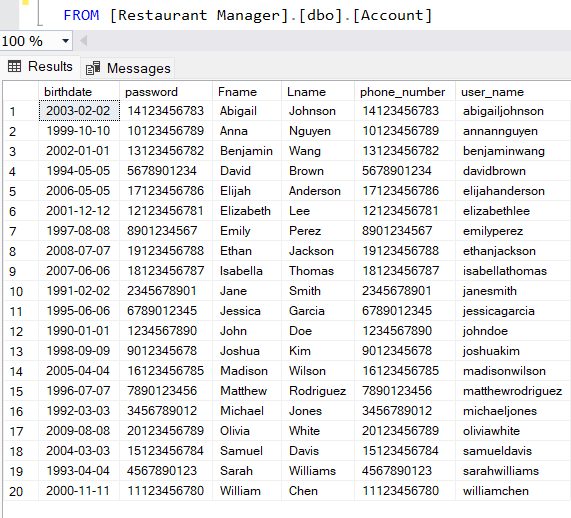 FROM [Restaurant Manager].[dbo].[Account]
100 %
Results Messages
birthdate password Fname Lname phone_number user_name
1 2003-02-02 14123456783 Abigail Johnson 14123456783 abigailjohnson
2 1999-10-10 10123456789 Anna Nguyen 10123456789 annannguyen
3 2002-01-01 13123456782 Benjamin Wang 13123456782 benjaminwang
4 1994-05-05 5678901234 David Brown 5678901234 davidbrown
5 2006-05-05 17123456786 Elijah Anderson 17123456786 elijahanderson
6 2001-12-12 12123456781 Elizabeth Lee 12123456781 elizabethlee
7 1997-08-08 8901234567 Emily Perez 8901234567 emilyperez
8 2008-07-07 19123456788 Ethan Jackson 19123456788 ethanjackson
9 2007-06-06 18123456787 Isabella Thomas 18123456787 isabellathomas
10 1991-02-02 2345678901 Jane Smith 2345678901 janesmith
11 1995-06-06 6789012345 Jessica Garcia 6789012345 jessicagarcia
12 1990-01-01 1234567890 John Doe 1234567890 johndoe
13 1998-09-09 9012345678 Joshua Kim 9012345678 joshuakim
14 2005-04-04 16123456785 Madison Wilson 16123456785 madisonwilson
15 1996-07-07 7890123456 Matthew Rodriguez 7890123456 matthewrodriguez
16 1992-03-03 3456789012 Michael Jones 3456789012 michaeljones
17 2009-08-08 20123456789 Olivia White 20123456789 oliviawhite
18 2004-03-03 15123456784 Samuel Davis 15123456784 samueldavis
19 1993-04-04 4567890123 Sarah Williams 4567890123 sarahwilliams
20 2000-11-11 11123456780 William Chen 11123456780 williamchen